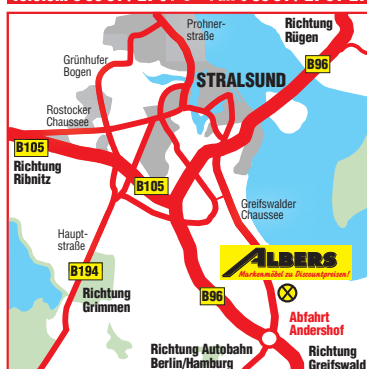 Prohner-
straße
Richtung
Rügen
Grünhufer
Bogen
B96
STRALSUND
Rostocker
Chaussee
B105
Richtung
Ribnitz
B105
Greifswalder
Chaussee
Haupt-
straße
ALBERS
Markenmöbel zu Discountpreisen!
B194
Richtung
Grimmen
B96
Abfahrt
Andershof
Richtung Autobahn
Berlin/Hamburg
Richtung
Greifswald